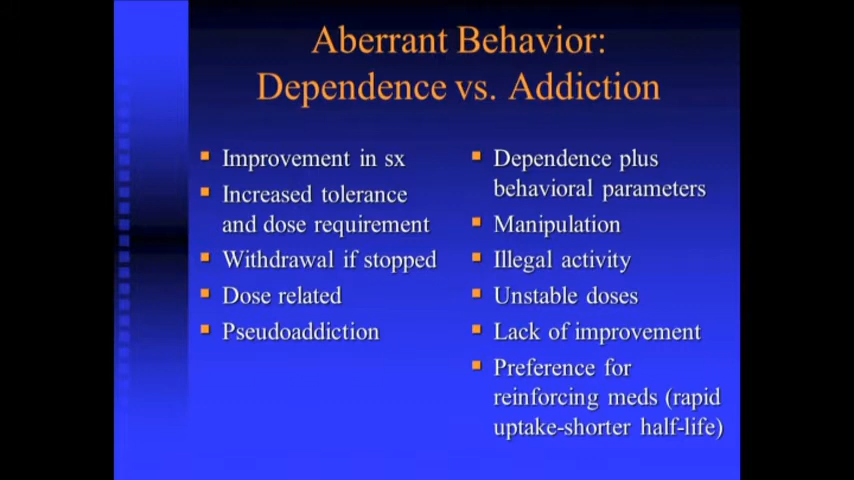 Aberrant Behavior:
Dependence vs. Addiction
Improvement in sx
Increased tolerance
and dose requirement
Withdrawal if stopped
Dose related
Pseudoaddiction
Dependence plus
behavioral parameters
Manipulation
Illegal activity
Unstable doses
Lack of improvement
Preference for
reinforcing meds (rapid
uptake-shorter half-life)